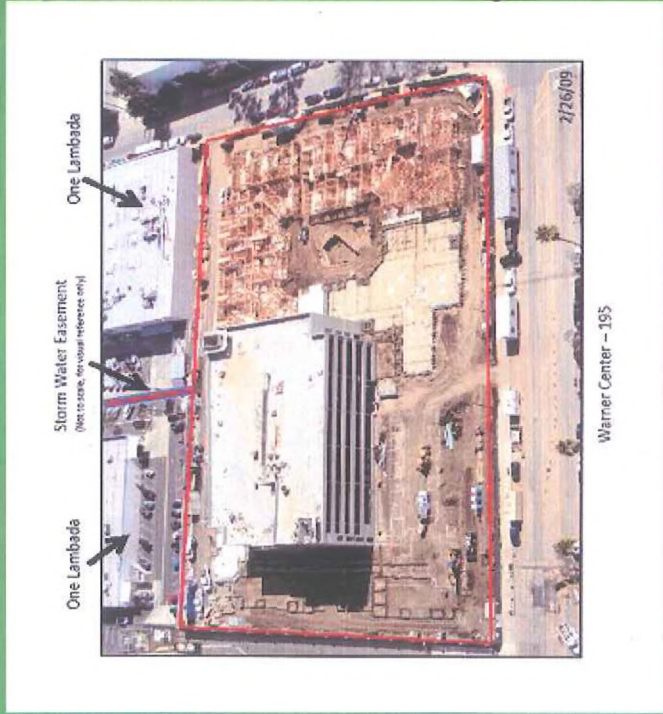 One Lambada
Storm Water Easement
(Not to scale, for visual reference only)
One Lambada
2/26/09
Warner Center – 195